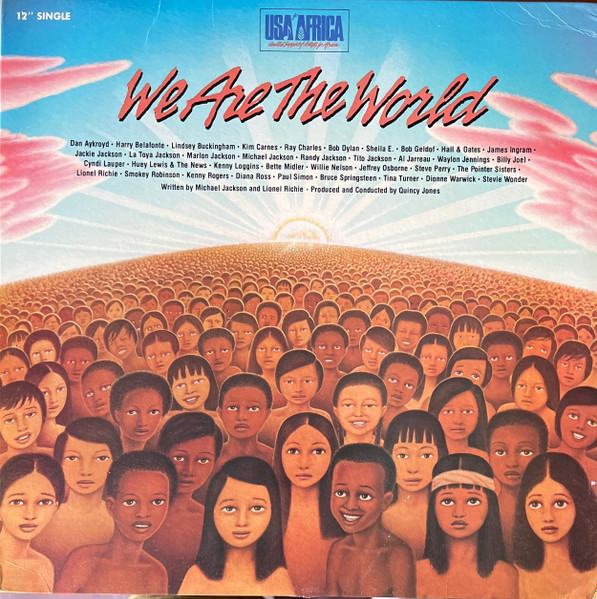 12" SINGLE
USA AFRICA
United Support of Artists for Africa
We Are The World
Dan Aykroyd • Harry Belafonte • Lindsey Buckingham • Kim Carnes • Ray Charles • Bob Dylan • Sheila E. • Bob Geldof • Hall & Oates • James Ingram •
Jackie Jackson • La Toya Jackson • Marlon Jackson • Michael Jackson • Randy Jackson • Tito Jackson • Al Jarreau • Waylon Jennings • Billy Joel •
Cyndi Lauper • Huey Lewis & The News • Kenny Loggins • Bette Midler • Willie Nelson • Jeffrey Osborne • Steve Perry • The Pointer Sisters •
Lionel Richie • Smokey Robinson • Kenny Rogers • Diana Ross • Paul Simon • Bruce Springsteen • Tina Turner • Dionne Warwick • Stevie Wonder
Written by Michael Jackson and Lionel Richie • Produced and Conducted by Quincy Jones